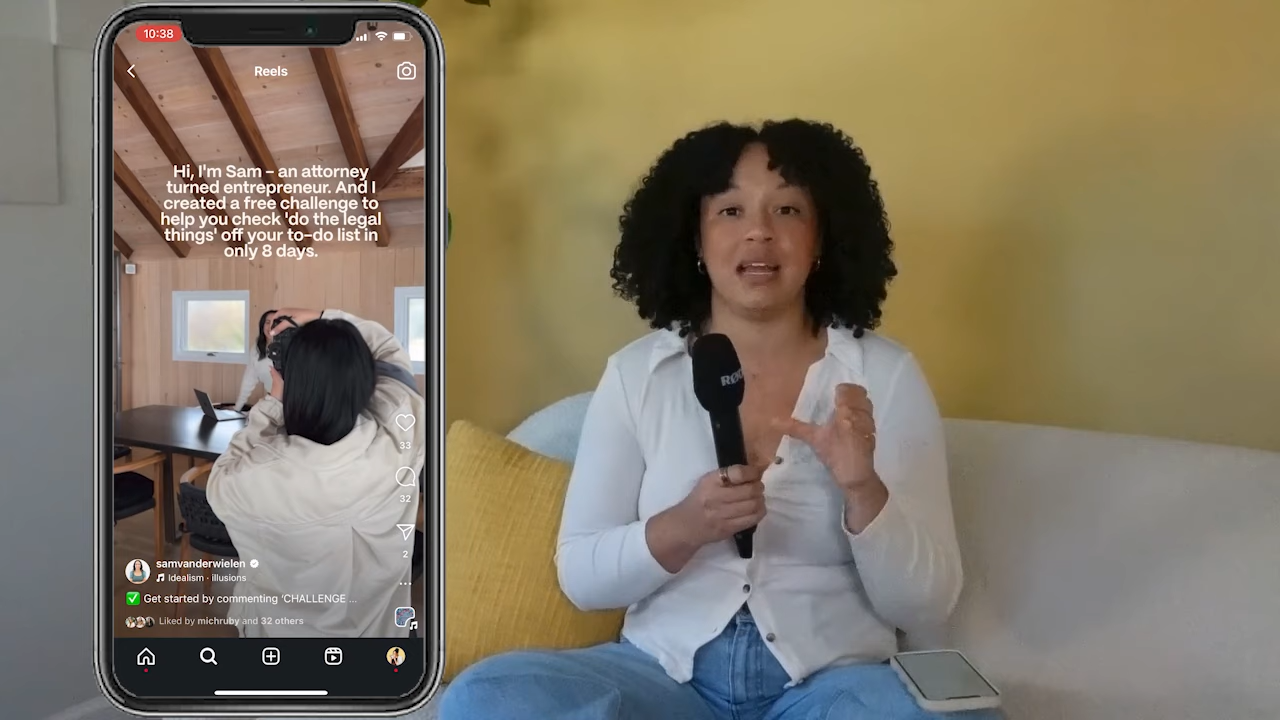 10:38
Reels
Hi, I'm Sam - an attorney
turned entrepreneur. And I
created a free challenge to
help you check 'do the legal
things' off your to-do list in
only 8 days.
RØDE
33
32
2
samvanderwielen
Idealism · illusions
Get started by commenting 'CHALLENGE ...
Liked by michruby and 32 others